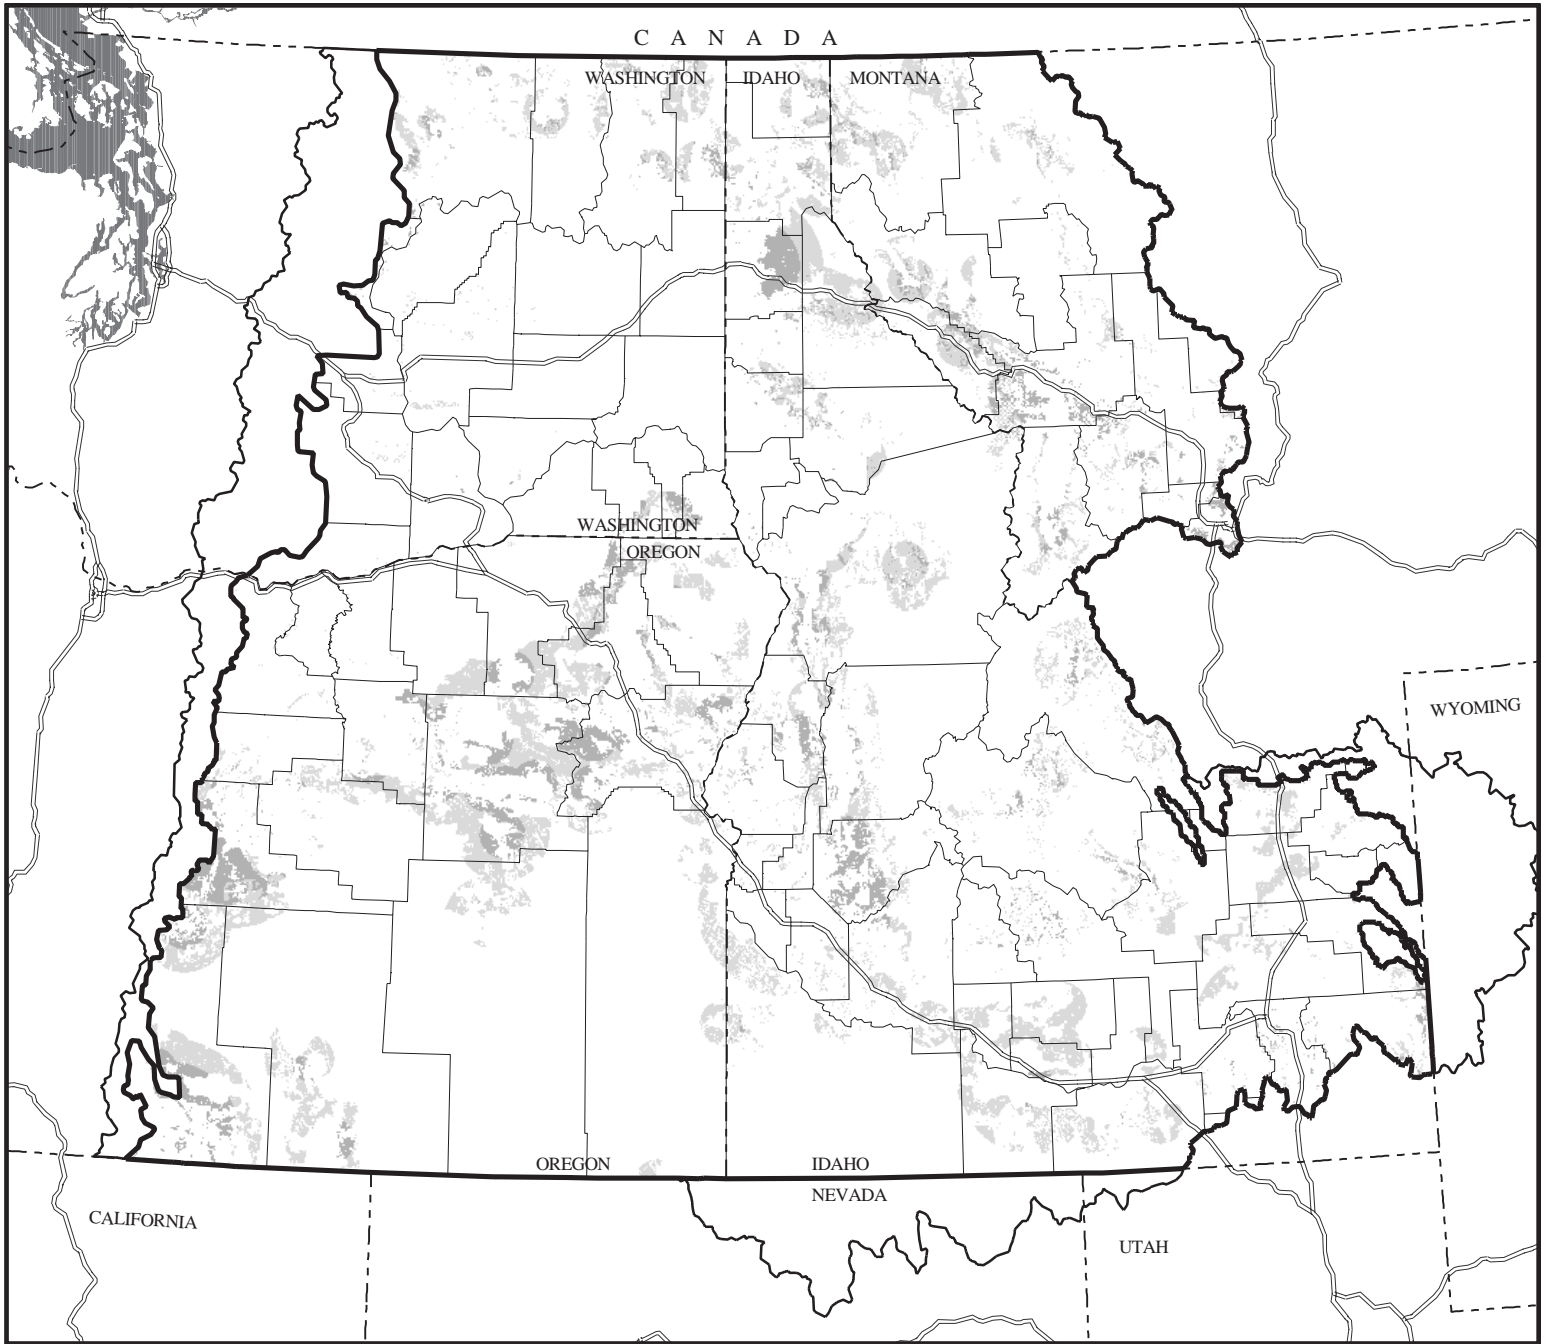 C A N A D A
WASHINGTON
IDAHO
MONTANA
WASHINGTON
OREGON
WYOMING
OREGON
IDAHO
NEVADA
CALIFORNIA
UTAH